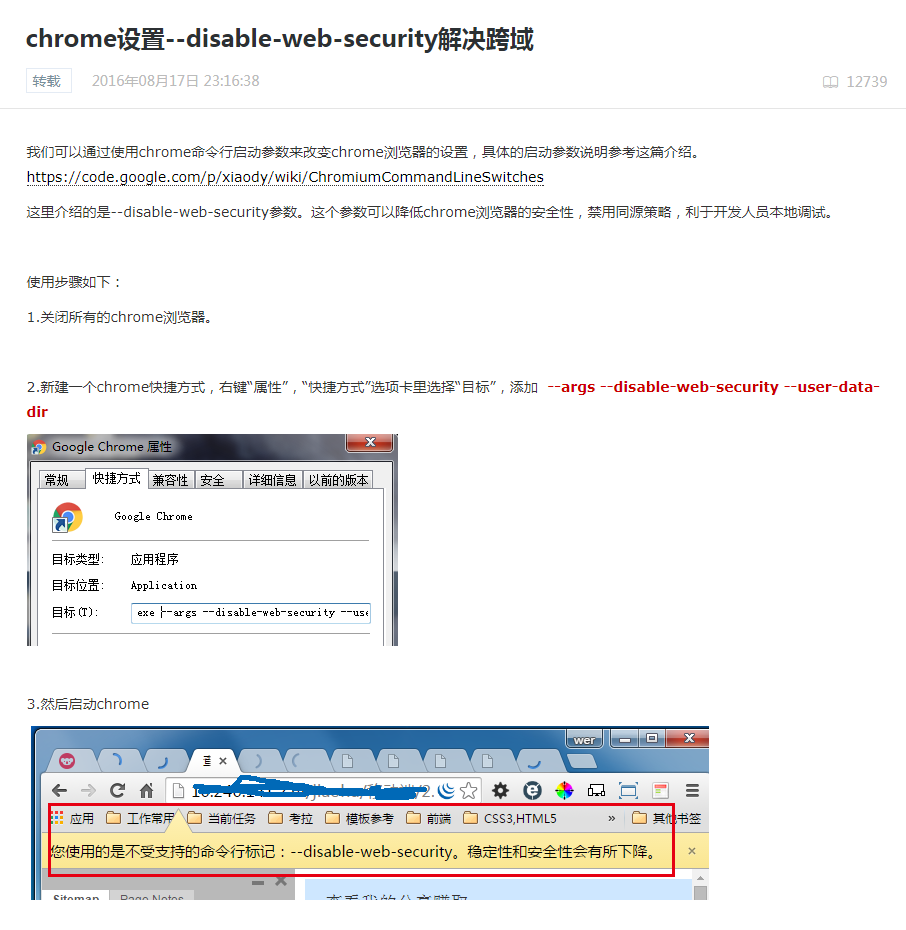 chrome设置--disable-web-security解决跨域
转载 2016年08月17日 23:16:38 12739
我们可以通过使用chrome命令行启动参数来改变chrome浏览器的设置，具体的启动参数说明参考这篇介绍。
https://code.google.com/p/xiaody/wiki/ChromiumCommandLineSwitches
这里介绍的是--disable-web-security参数。这个参数可以降低chrome浏览器的安全性，禁用同源策略，利于开发人员本地调试。
使用步骤如下：
1.关闭所有的chrome浏览器。
2.新建一个chrome快捷方式，右键“属性”，“快捷方式”选项卡里选择“目标”，添加 --args --disable-web-security --user-data-
dir
Google Chrome 属性
常规 快捷方式 兼容性 安全 详细信息 以前的版本
Google Chrome
目标类型: 应用程序
目标位置: Application
目标(T): exe --args --disable-web-security --use
3.然后启动chrome
wer
应用 工作常用 当前任务 考拉 模板参考 前端 CSS3,HTML5 » 其他书签
您使用的是不受支持的命令行标记：--disable-web-security。稳定性和安全性会有所下降。
Sitemap Page Notes